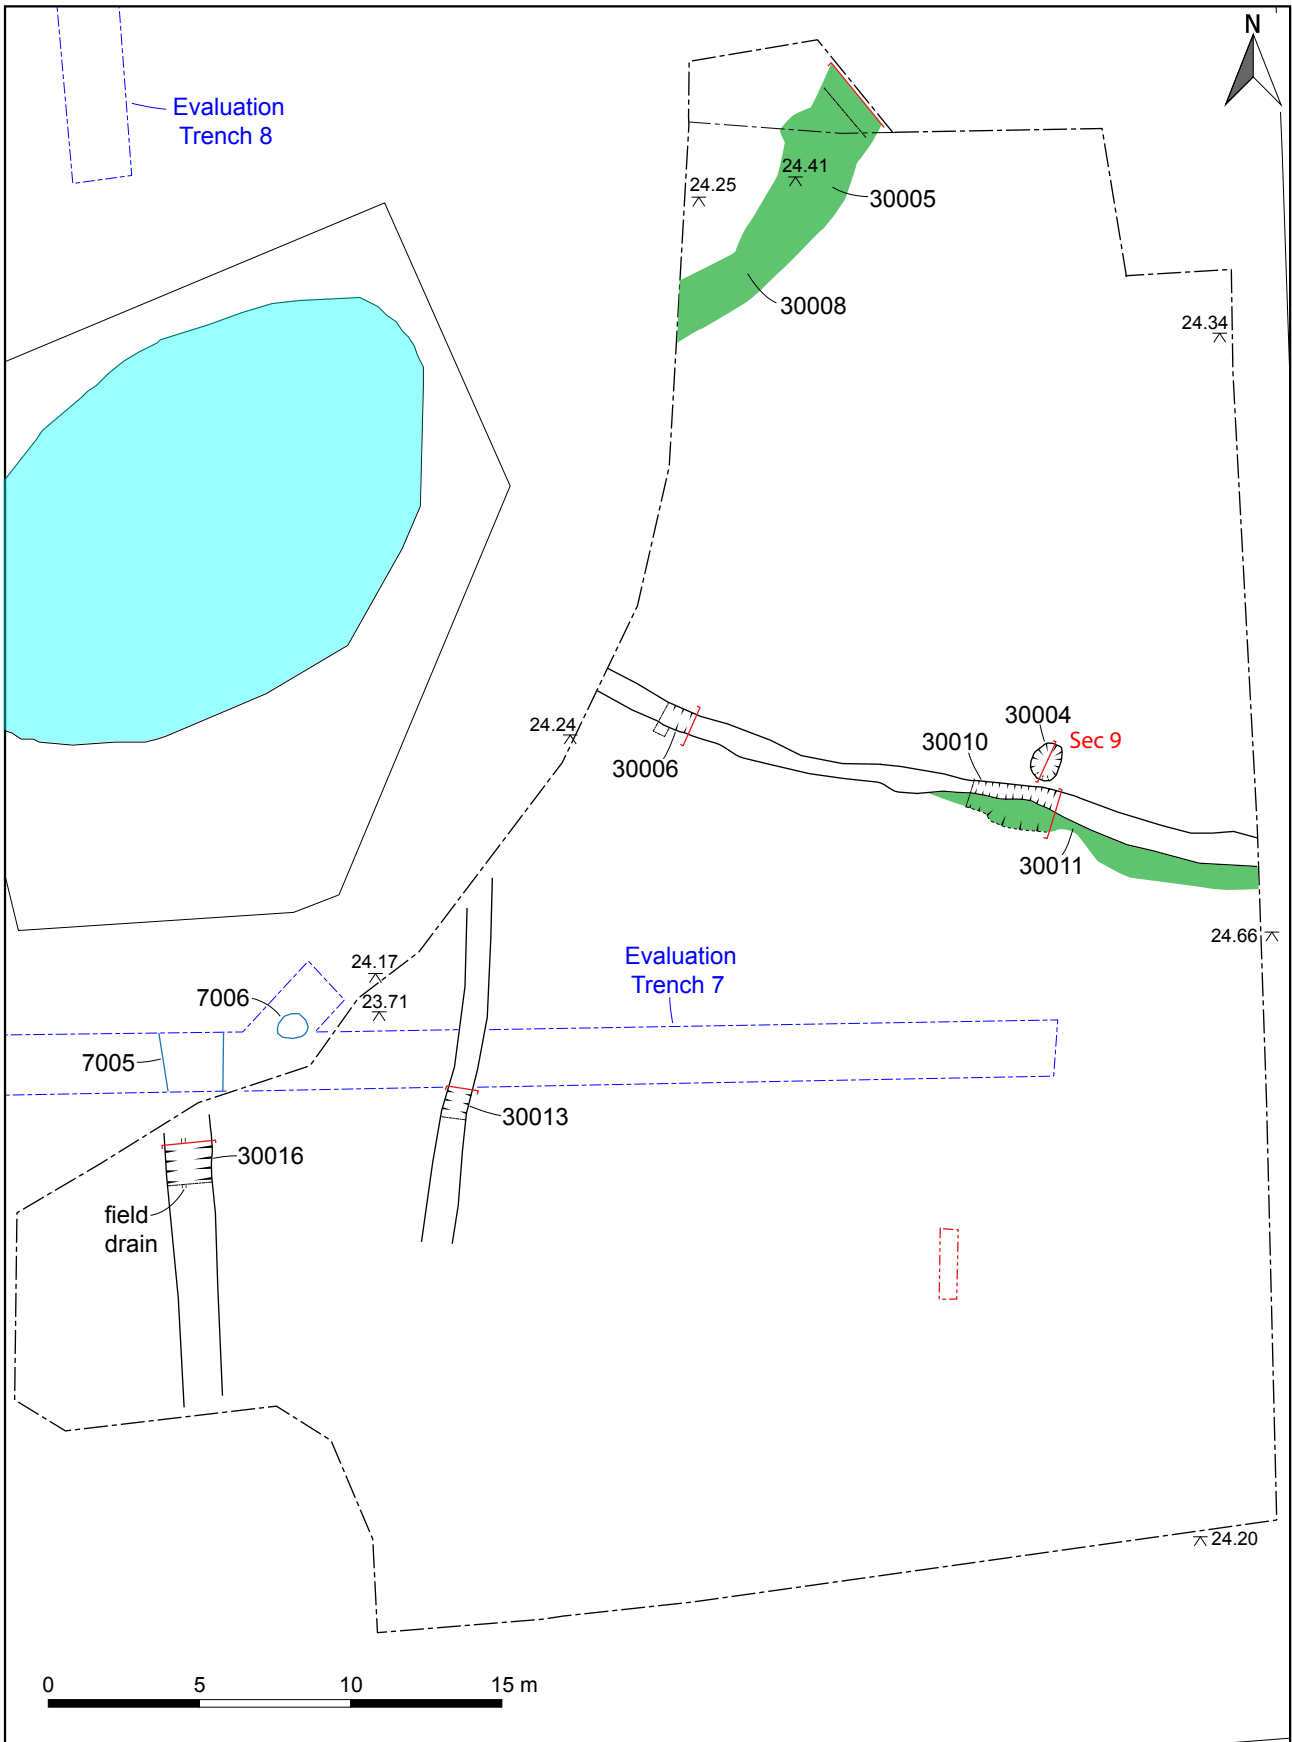 N
Evaluation
Trench 8
24.41
24.25
30005
30008
24.34
30004
Sec 9
24.24
30010
30006
30011
24.66
Evaluation
Trench 7
24.17
7006
23.71
7005
30013
30016
field
drain
24.20
0 5 10 15 m